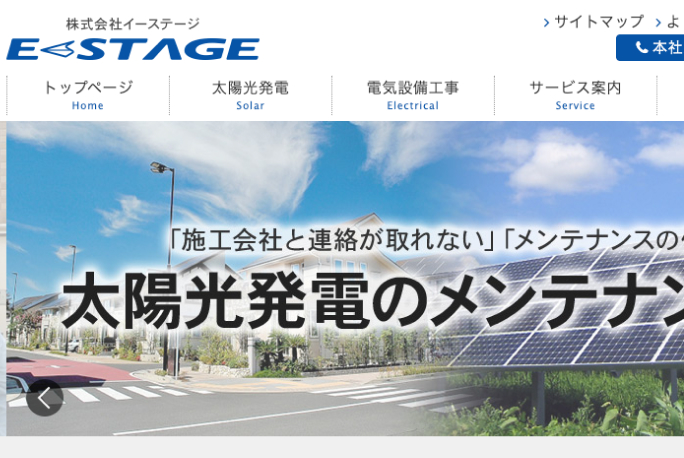 株式会社イーステージ
E-STAGE
サイトマップ
よ
本社
トップページ
Home
太陽光発電
Solar
電気設備工事
Electrical
サービス案内
Service
「施工会社と連絡が取れない」「メンテナンスの
太陽光発電のメンテナン